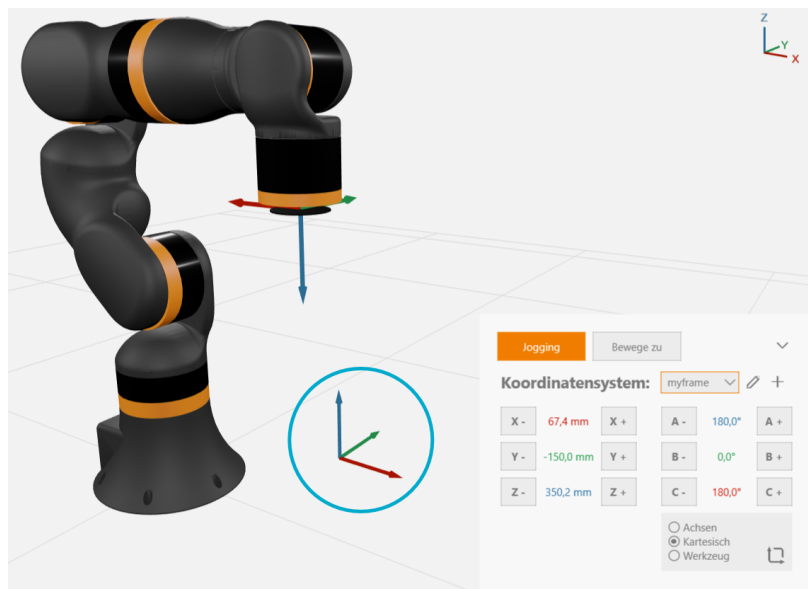 Z
Y
X
Jogging
Bewege zu
Koordinatensystem: myframe
X - 67,4 mm X + A - 180,0° A +
Y - -150,0 mm Y + B - 0,0° B +
Z - 350,2 mm Z + C - 180,0° C +
Achsen
Kartesisch
Werkzeug